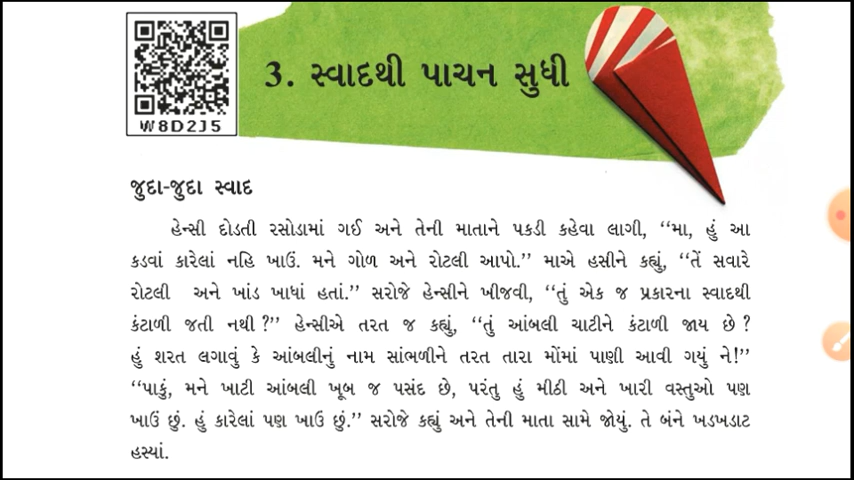 W8D2J5
3. સ્વાદથી પાચન સુધી
જુદા-જુદા સ્વાદ
હેન્સી દોડતી રસોડામાં ગઈ અને તેની માતાને પકડી કહેવા લાગી, “મા, હું આ
કડવાં કારેલાં નહિ ખાઉં. મને ગોળ અને રોટલી આપો.” માએ હસીને કહ્યું, “તેં સવારે
રોટલી અને ખાંડ ખાધાં હતાં.” સરોજે હેન્સીને ખીજવી, “તું એક જ પ્રકારના સ્વાદથી
કંટાળી જતી નથી?” હેન્સીએ તરત જ કહ્યું, “તું આંબલી ચાટીને કંટાળી જાય છે?
હું શરત લગાવું કે આંબલીનું નામ સાંભળીને તરત તારા મોંમાં પાણી આવી ગયું ને!”
“પાકું, મને ખાટી આંબલી ખૂબ જ પસંદ છે, પરંતુ હું મીઠી અને ખારી વસ્તુઓ પણ
ખાઉં છું. હું કારેલાં પણ ખાઉં છું.” સરોજે કહ્યું અને તેની માતા સામે જોયું. તે બંને ખડખડાટ
હસ્યાં.